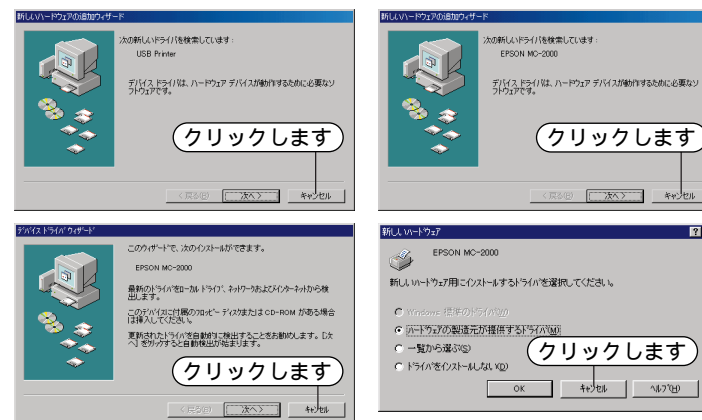 新しいハードウェアの追加ウィザード
次の新しいドライバを検索しています:
USB Printer
デバイス ドライバは、ハードウェア デバイスが動作するために必要なソ
フトウェアです。
クリックします
< 戻る(B)
次へ >
キャンセル
新しいハードウェアの追加ウィザード
次の新しいドライバを検索しています:
EPSON MC-2000
デバイス ドライバは、ハードウェア デバイスが動作するために必要なソ
フトウェアです。
クリックします
< 戻る(B)
次へ >
キャンセル
デバイス ドライバ ウィザード
このウィザードで、次のインストールができます。
EPSON MC-2000
最新のドライバをローカル ドライブ、ネットワークおよびインターネットから検
出します。
このデバイスに付属のフロッピー ディスクまたは CD-ROM がある場合
は挿入してください。
更新されたドライバを自動的に検出することをお勧めします。[次
へ] をクリックすると自動検出が始まります。
クリックします
< 戻る(B)
次へ >
キャンセル
新しいハードウェア
?
EPSON MC-2000
新しいハードウェア用にインストールするドライバを選択してください。
Windows 標準のドライバ(W)
ハードウェアの製造元が提供するドライバ(M)
一覧から選ぶ(S)
ドライバをインストールしない(D)
クリックします
OK
キャンセル
ヘルプ(H)